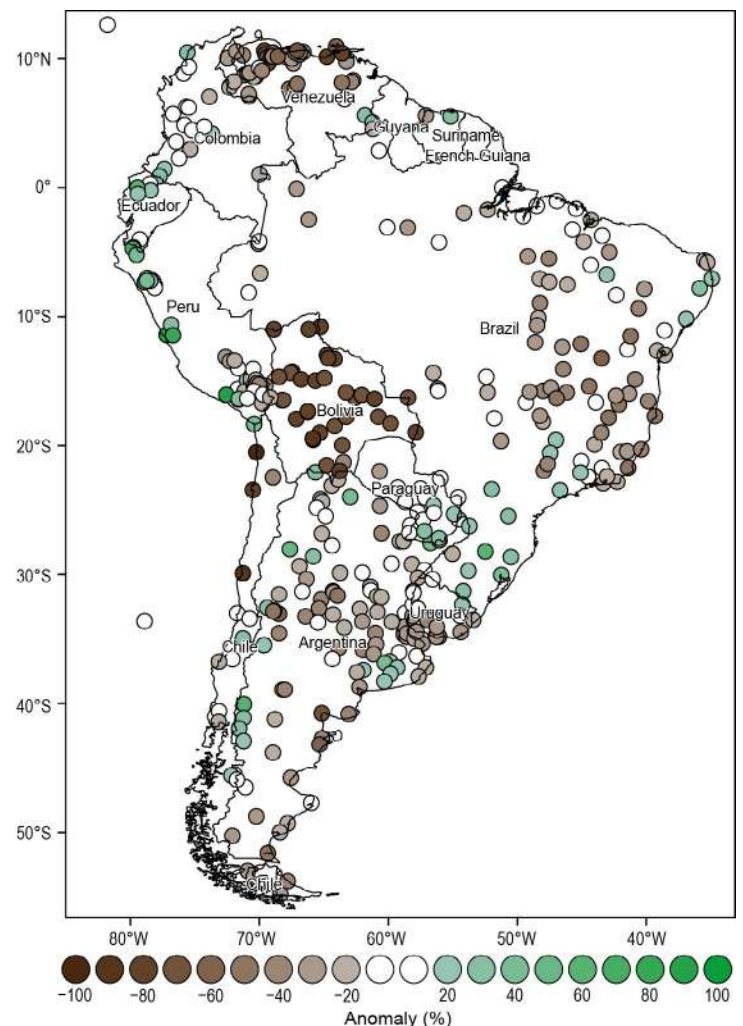 10°N
Venezuela
Guyana
Suriname
Colombia
French Guiana
0°
Ecuador
Peru
10°S
Brazil
Bolivia
20°S
Paraguay
30°S
Uruguay
Argentina
Chile
40°S
50°S
Chile
80°W 70°W 60°W 50°W 40°W
−100 −80 −60 −40 −20 20 40 60 80 100
Anomaly (%)